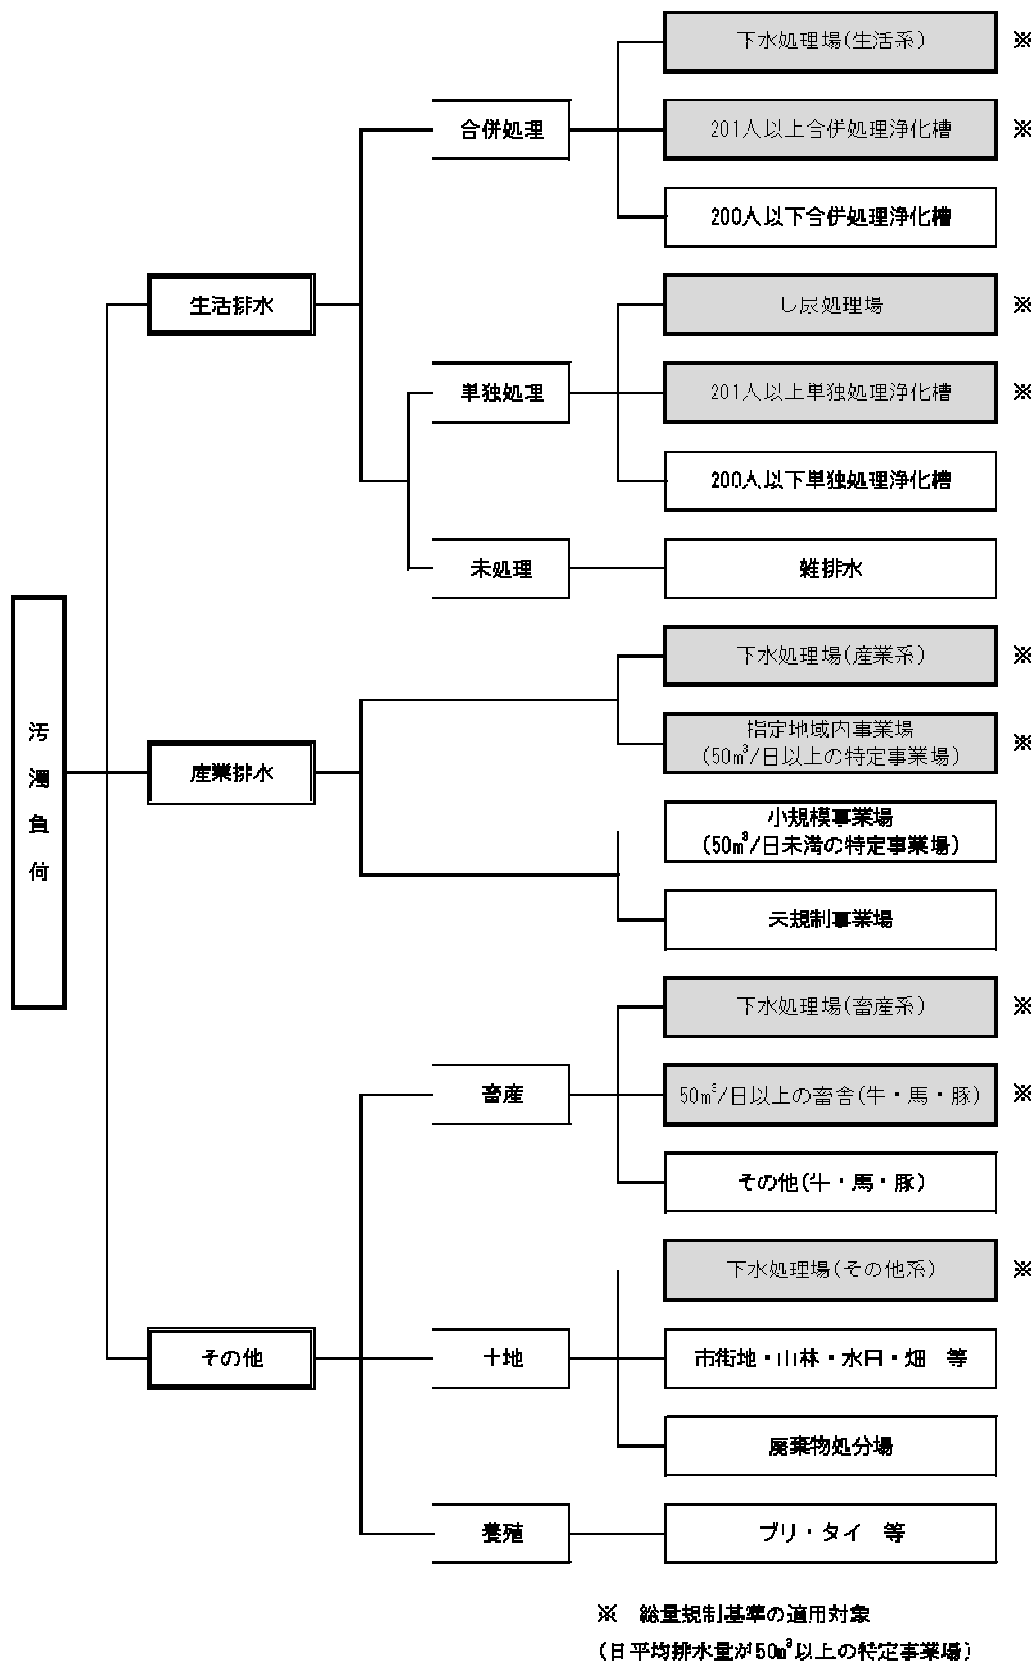 下水処理場(生活系) ※
合併処理
201人以上合併処理浄化槽 ※
200人以下合併処理浄化槽
生活排水
し尿処理場 ※
単独処理
201人以上単独処理浄化槽 ※
200人以下単独処理浄化槽
未処理
雑排水
汚濁負荷
下水処理場(産業系) ※
産業排水
指定地域内事業場
(50m³/日以上の特定事業場) ※
小規模事業場
(50m³/日未満の特定事業場)
未規制事業場
下水処理場(畜産系) ※
畜産
50m³/日以上の畜舎(牛・馬・豚) ※
その他(牛・馬・豚)
下水処理場(その他系) ※
その他
土地
市街地・山林・水田・畑　等
廃棄物処分場
養殖
ブリ・タイ　等
※　総量規制基準の適用対象
(日平均排水量が50m³以上の特定事業場)